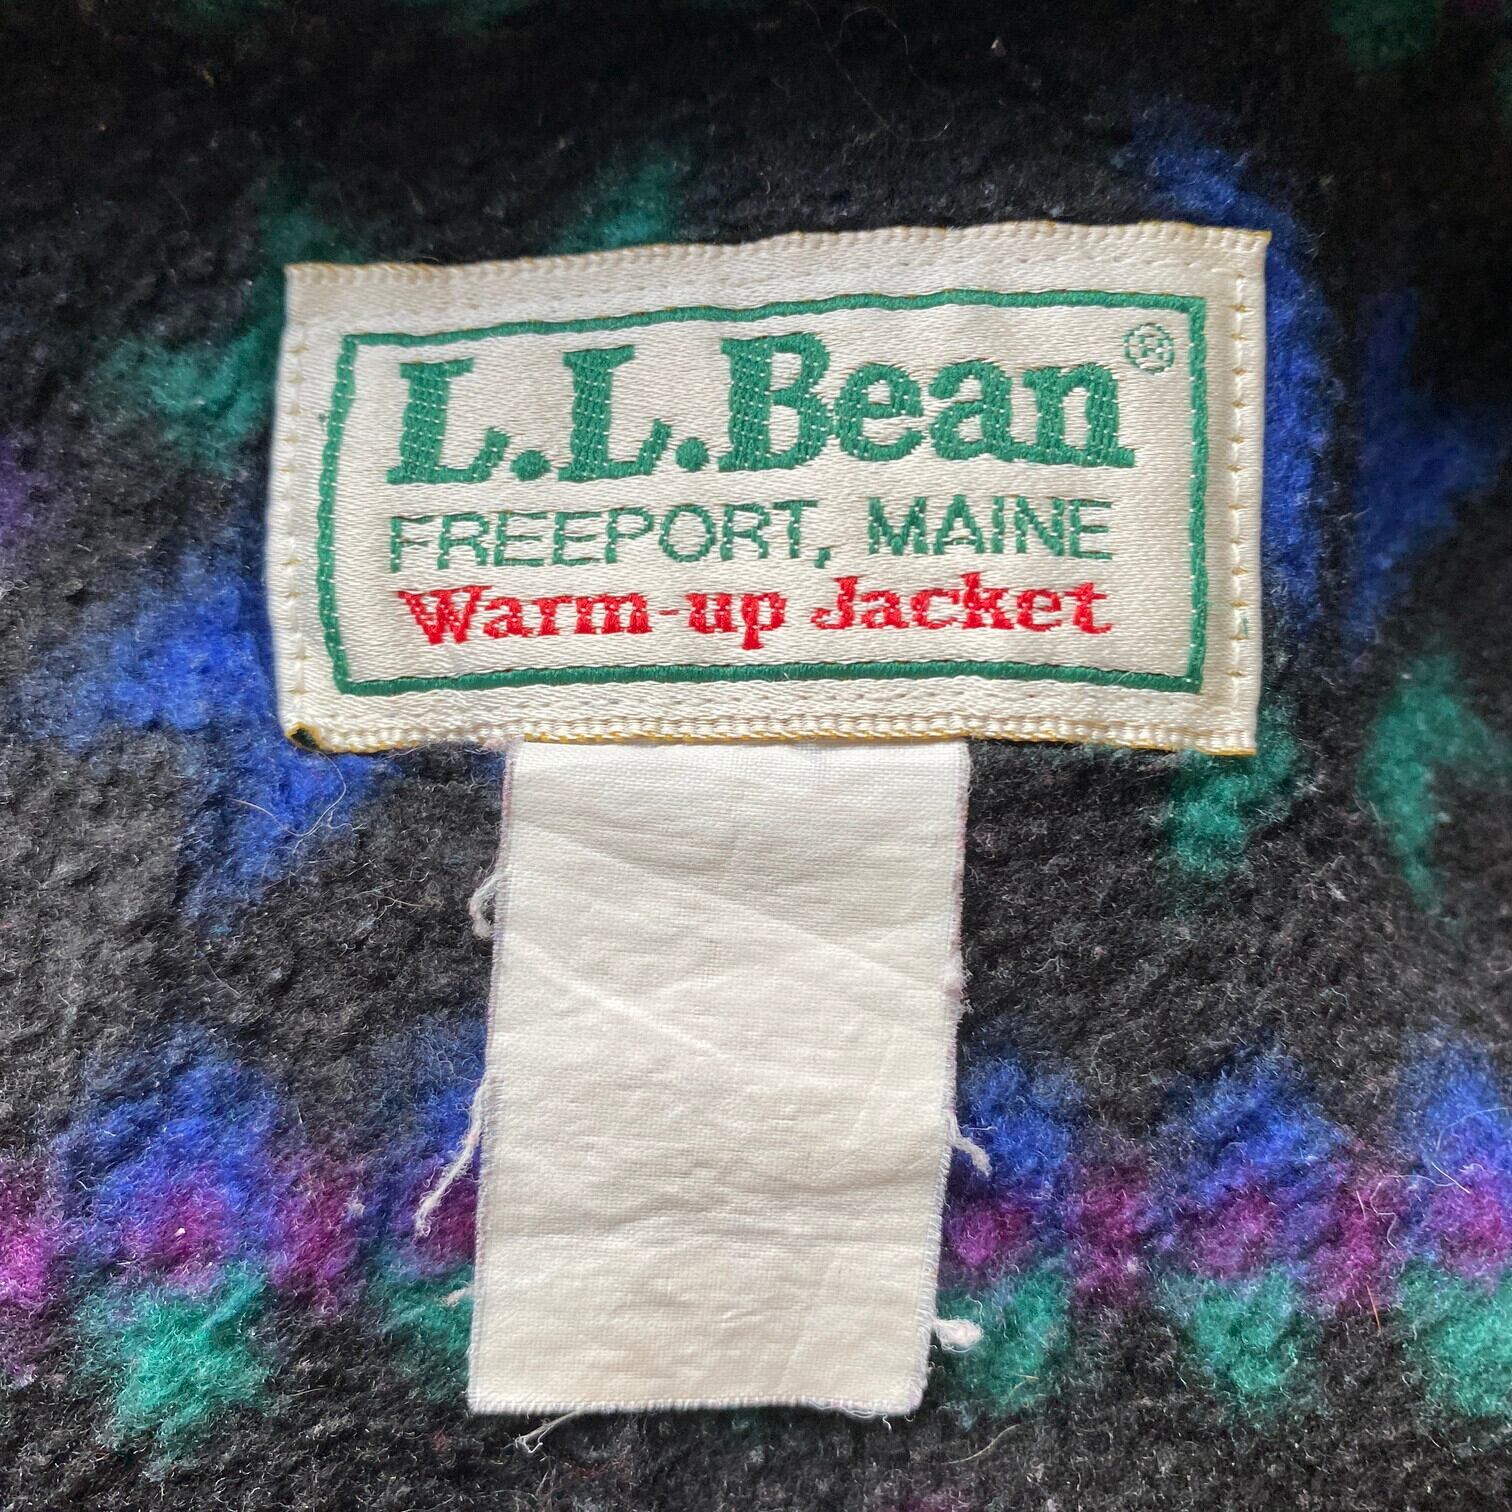 L.L.Bean®
FREEPORT, MAINE
Warm-up Jacket